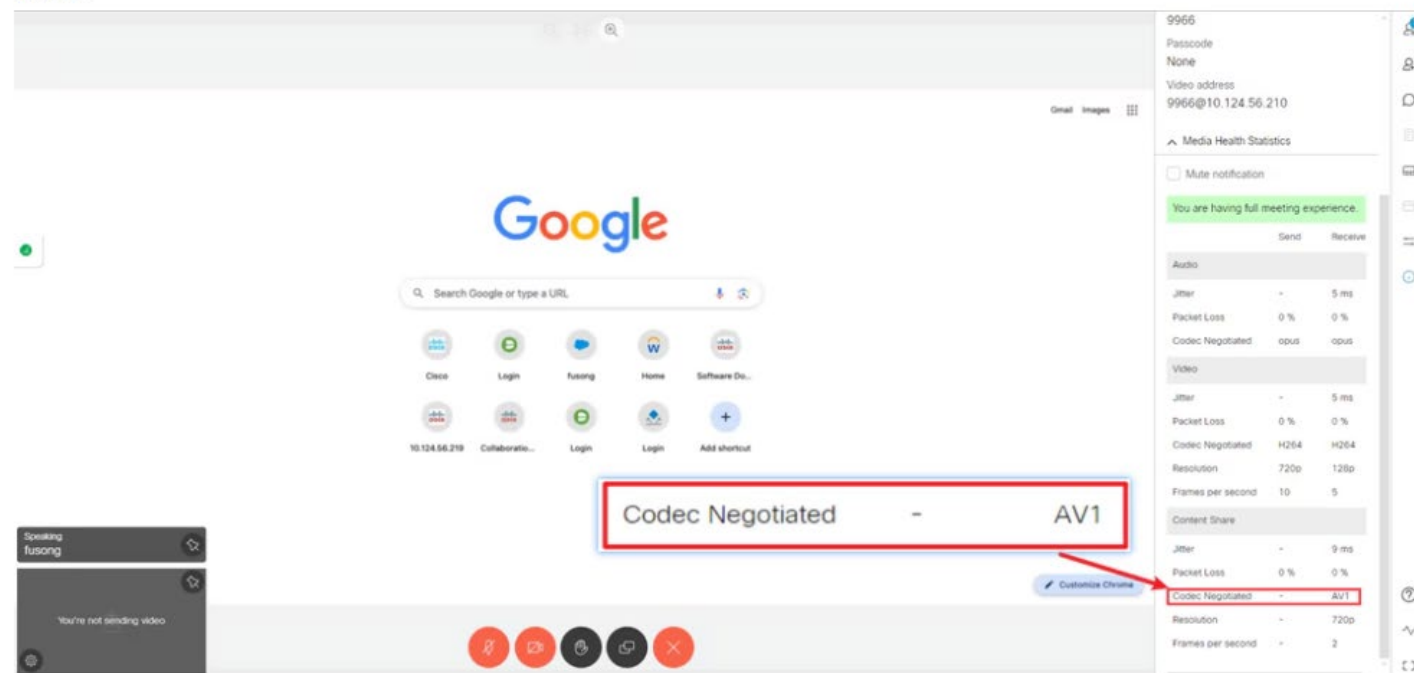 9966
Passcode
None
Video address
9966@10.124.56.210
Gmail Images
Media Health Statistics
Mute notification
You are having full meeting experience.
Send Receive
Google
Audio
Search Google or type a URL
Jitter - 5 ms
Packet Loss 0 % 0 %
Codec Negotiated opus opus
Video
Cisco Login fusong Home Software Do...
Jitter - 5 ms
Packet Loss 0 % 0 %
10.124.56.219 Collaboratio... Login Login Add shortcut
Codec Negotiated H264 H264
Resolution 720p 128p
Frames per second 10 5
Codec Negotiated - AV1
Content Share
Speaking
fusong
Jitter - 9 ms
Packet Loss 0 % 0 %
Customize Chrome
Codec Negotiated - AV1
You're not sending video
Resolution - 720p
Frames per second - 2